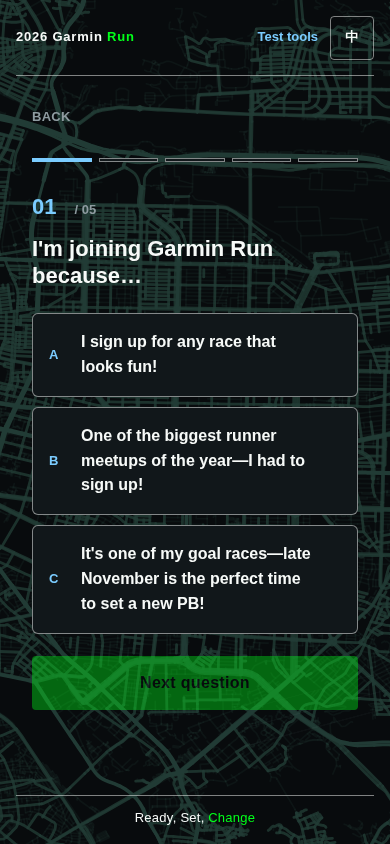 2026 Garmin Run
Test tools
中
BACK
01 / 05
I'm joining Garmin Run
because…
A
I sign up for any race that
looks fun!
B
One of the biggest runner
meetups of the year—I had to
sign up!
C
It's one of my goal races—late
November is the perfect time
to set a new PB!
Next question
Ready, Set, Change